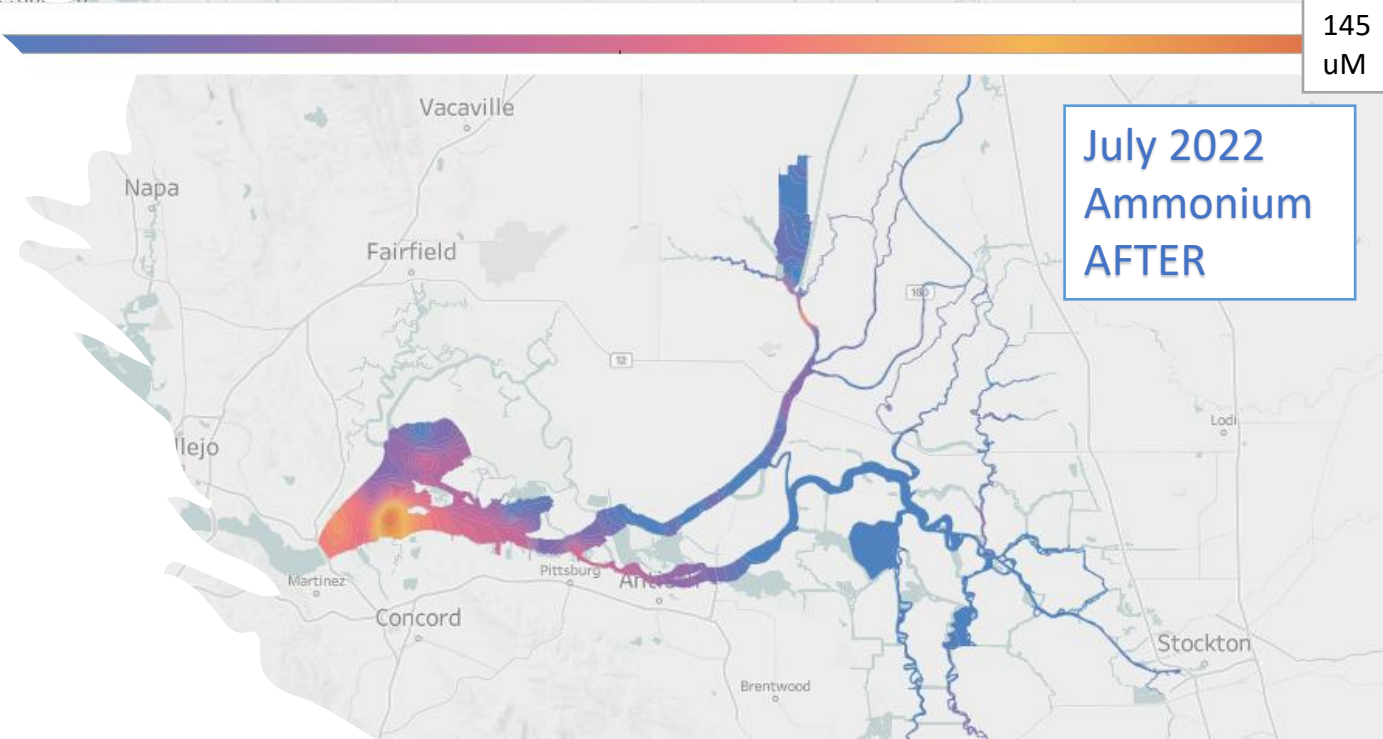 145
uM
July 2022
Ammonium
AFTER
Vacaville
Napa
Fairfield
160
12
Lodi
llejo
Martinez
Pittsburg
Concord
Stockton
Brentwood